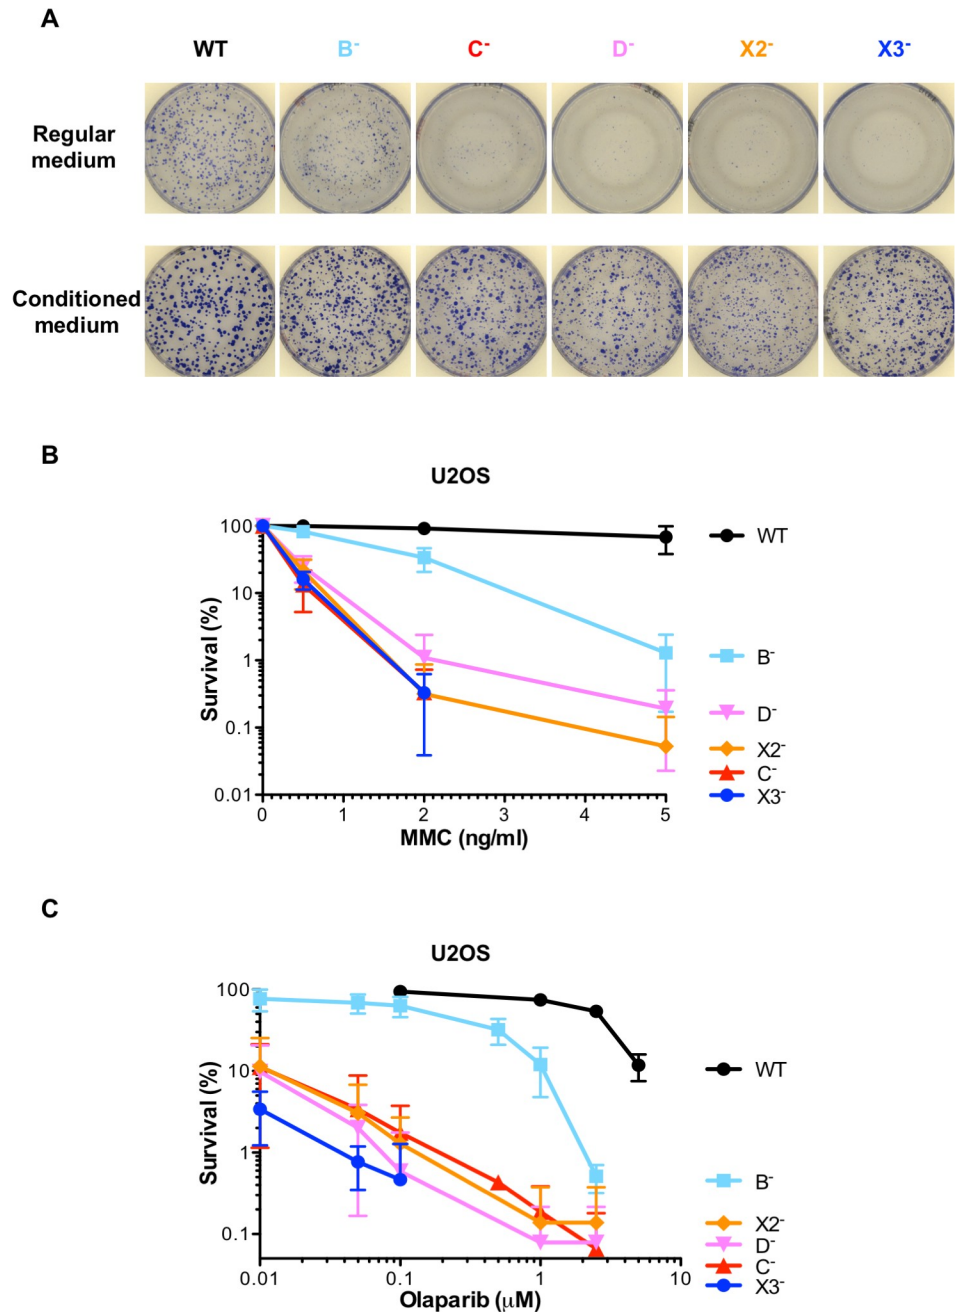 A
WT B⁻ C⁻ D⁻ X2⁻ X3⁻
Regular
medium
Conditioned
medium
B
U2OS
Survival (%)
100
10
1
0.1
0.01
0 1 2 3 4 5
MMC (ng/ml)
WT
B⁻
D⁻
X2⁻
C⁻
X3⁻
C
U2OS
Survival (%)
100
10
1
0.1
0.01 0.1 1 10
Olaparib (μM)
WT
B⁻
X2⁻
D⁻
C⁻
X3⁻